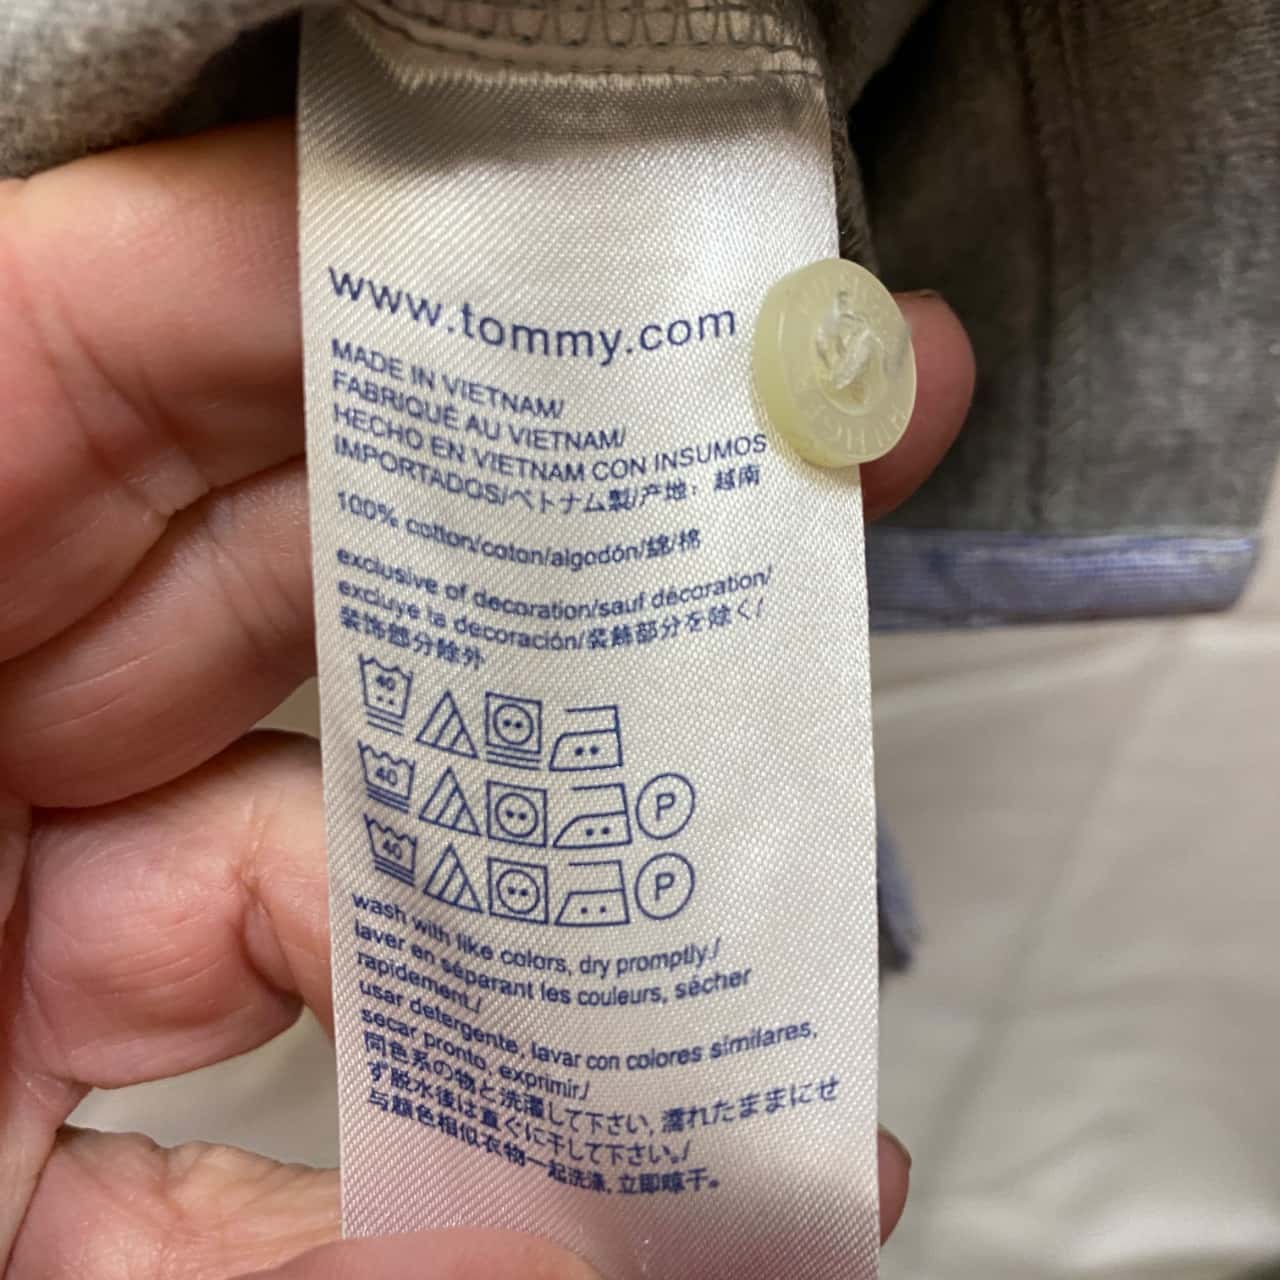 www.tommy.com
MADE IN VIETNAM/
FABRIQUÉ AU VIETNAM/
HECHO EN VIETNAM CON INSUMOS
IMPORTADOS/ベトナム製/产地：越南
100% cotton/coton/algodón/綿/棉
exclusive of decoration/sauf décoration/
excluye la decoración/装飾部分を除く/
装饰部分除外
40
40 P
40 P
wash with like colors, dry promptly./
laver en séparant les couleurs, sécher
rapidement./
usar detergente, lavar con colores similares,
secar pronto, exprimir/
同色系の物と洗濯して下さい, 濡れたままにせ
ず脱水後は直ぐに干して下さい。/
与颜色相似衣物一起洗涤, 立即晾干。